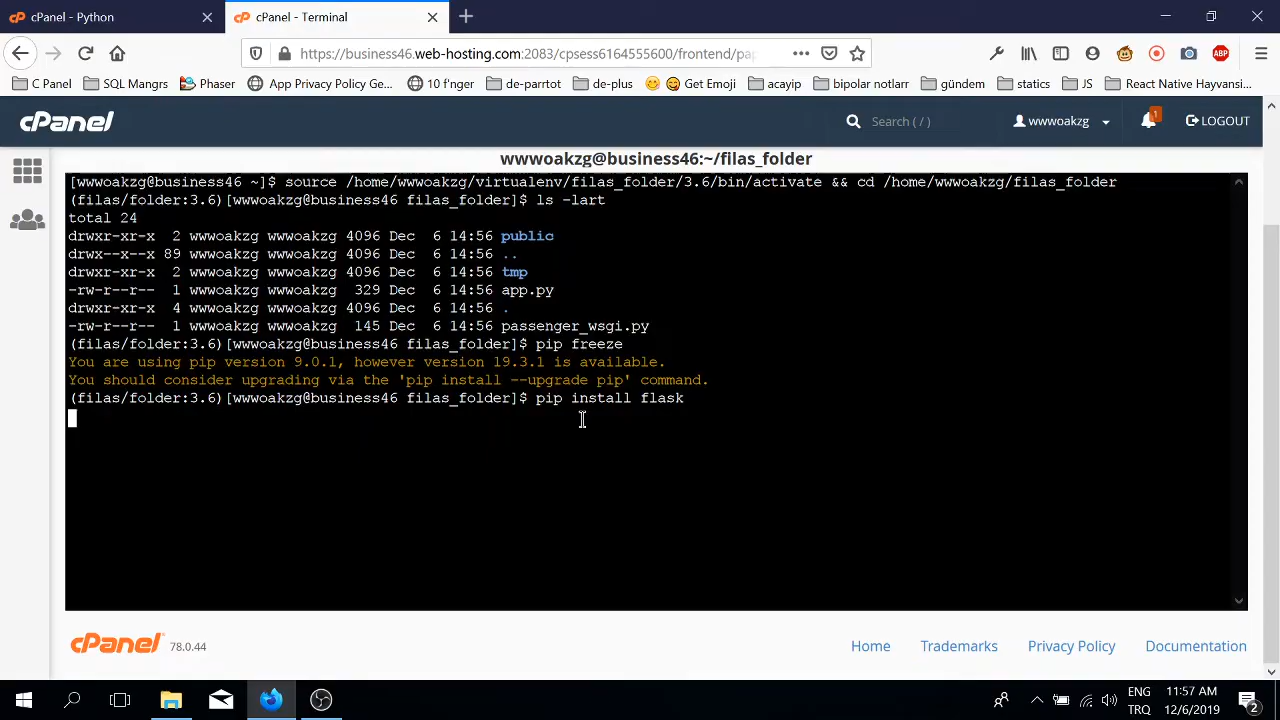 cPanel - Python
cPanel - Terminal
https://business46.web-hosting.com:2083/cpsess6164555600/frontend/pap
C Panel
SQL Mangrs
Phaser
App Privacy Policy Ge...
10 f'nger
de-parrtot
de-plus
Get Emoji
acayip
bipolar notlarr
gündem
statics
JS
React Native Hayvansi...
ABP
cPanel
Search ( / )
wwwoakzg
1
LOGOUT
wwwoakzg@business46:~/filas_folder
[wwwoakzg@business46 ~]$ source /home/wwwoakzg/virtualenv/filas_folder/3.6/bin/activate && cd /home/wwwoakzg/filas_folder
(filas/folder:3.6)[wwwoakzg@business46 filas_folder]$ ls -lart
total 24
drwxr-xr-x 2 wwwoakzg wwwoakzg 4096 Dec 6 14:56 public
drwx--x--x 89 wwwoakzg wwwoakzg 4096 Dec 6 14:56 ..
drwxr-xr-x 2 wwwoakzg wwwoakzg 4096 Dec 6 14:56 tmp
-rw-r--r-- 1 wwwoakzg wwwoakzg 329 Dec 6 14:56 app.py
drwxr-xr-x 4 wwwoakzg wwwoakzg 4096 Dec 6 14:56 .
-rw-r--r-- 1 wwwoakzg wwwoakzg 145 Dec 6 14:56 passenger_wsgi.py
(filas/folder:3.6)[wwwoakzg@business46 filas_folder]$ pip freeze
You are using pip version 9.0.1, however version 19.3.1 is available.
You should consider upgrading via the 'pip install --upgrade pip' command.
(filas/folder:3.6)[wwwoakzg@business46 filas_folder]$ pip install flask
cPanel 78.0.44
Home
Trademarks
Privacy Policy
Documentation
ENG
TRQ
11:57 AM
12/6/2019
2